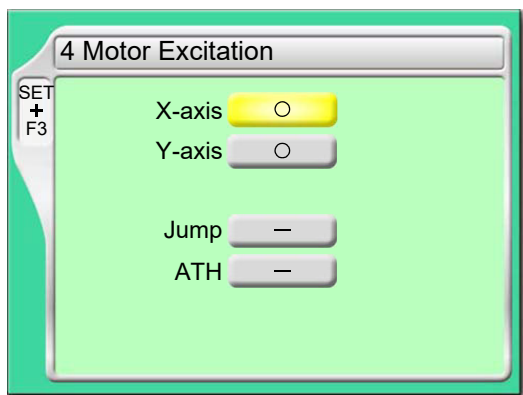 4 Motor Excitation
SET
+
F3
X-axis ○
Y-axis ○
Jump —
ATH —